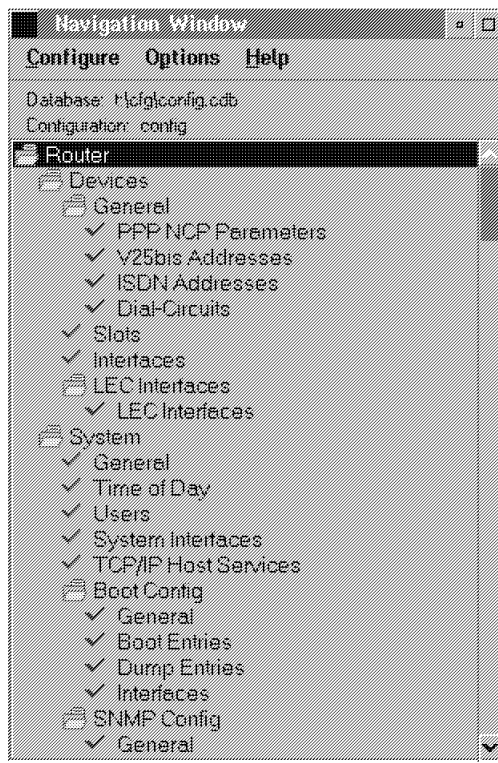 Navigation Window
Configure Options Help
Database: t:\cfg\config.cdb
Configuration: config
Router
Devices
General
PPP NCP Parameters
V25bis Addresses
ISDN Addresses
Dial-Circuits
Slots
Interfaces
LEC Interfaces
LEC Interfaces
System
General
Time of Day
Users
System Interfaces
TCP/IP Host Services
Boot Config
General
Boot Entries
Dump Entries
Interfaces
SNMP Config
General